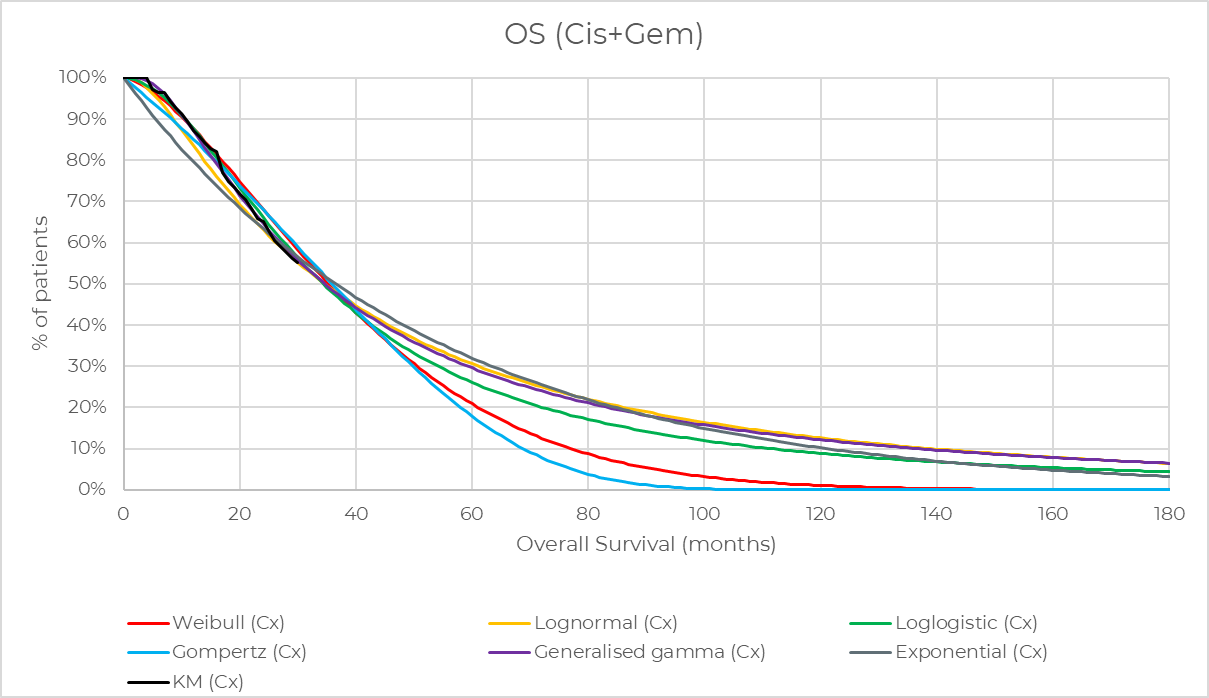 OS (Cis+Gem)
100%
90%
80%
70%
60%
50%
40%
30%
20%
10%
0%
% of patients
0 20 40 60 80 100 120 140 160 180
Overall Survival (months)
Weibull (Cx) Lognormal (Cx) Loglogistic (Cx)
Gompertz (Cx) Generalised gamma (Cx) Exponential (Cx)
KM (Cx)